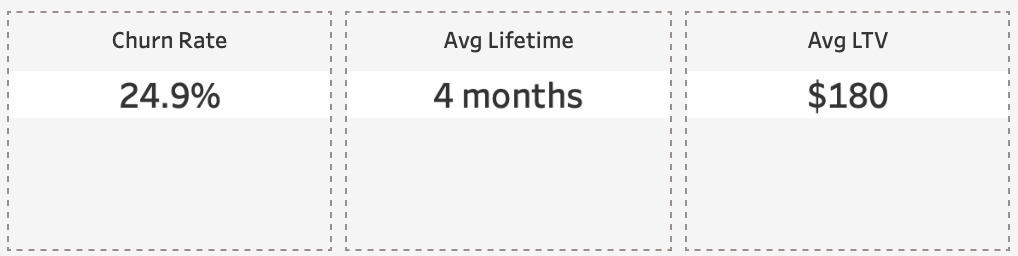 Churn Rate
24.9%
Avg Lifetime
4 months
Avg LTV
$180